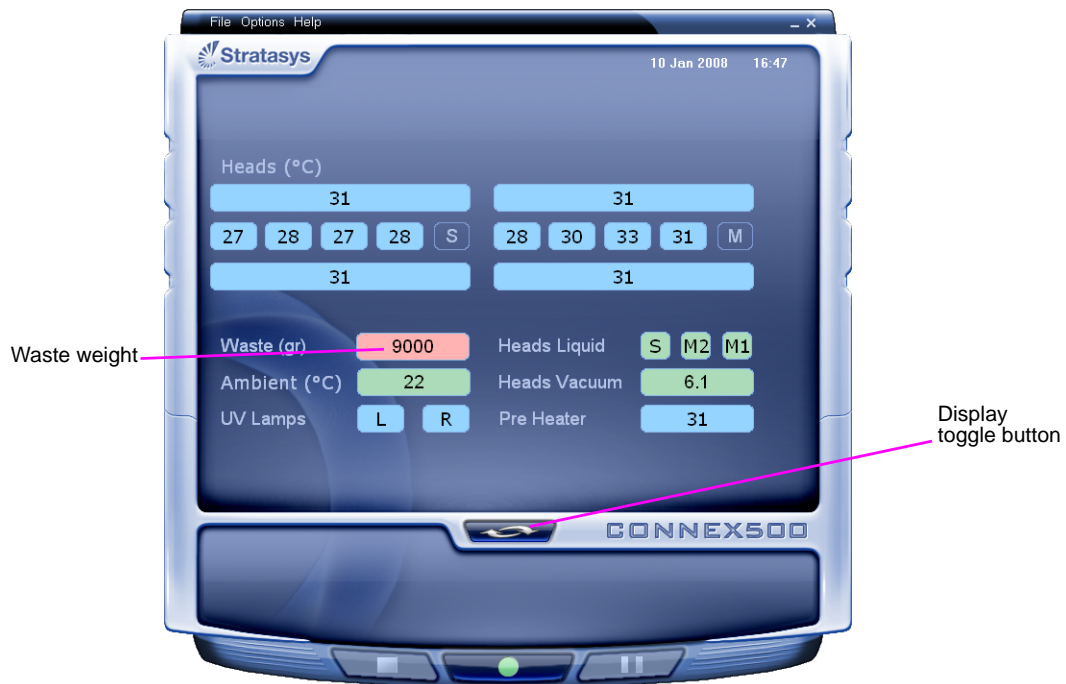 File Options Help
Stratasys
10 Jan 2008 16:47
Heads (°C)
31 31
27 28 27 28 S 28 30 33 31 M
31 31
Waste weight
Waste (gr) 9000 Heads Liquid S M2 M1
Ambient (°C) 22 Heads Vacuum 6.1
UV Lamps L R Pre Heater 31
Display
toggle button
CONNEX500